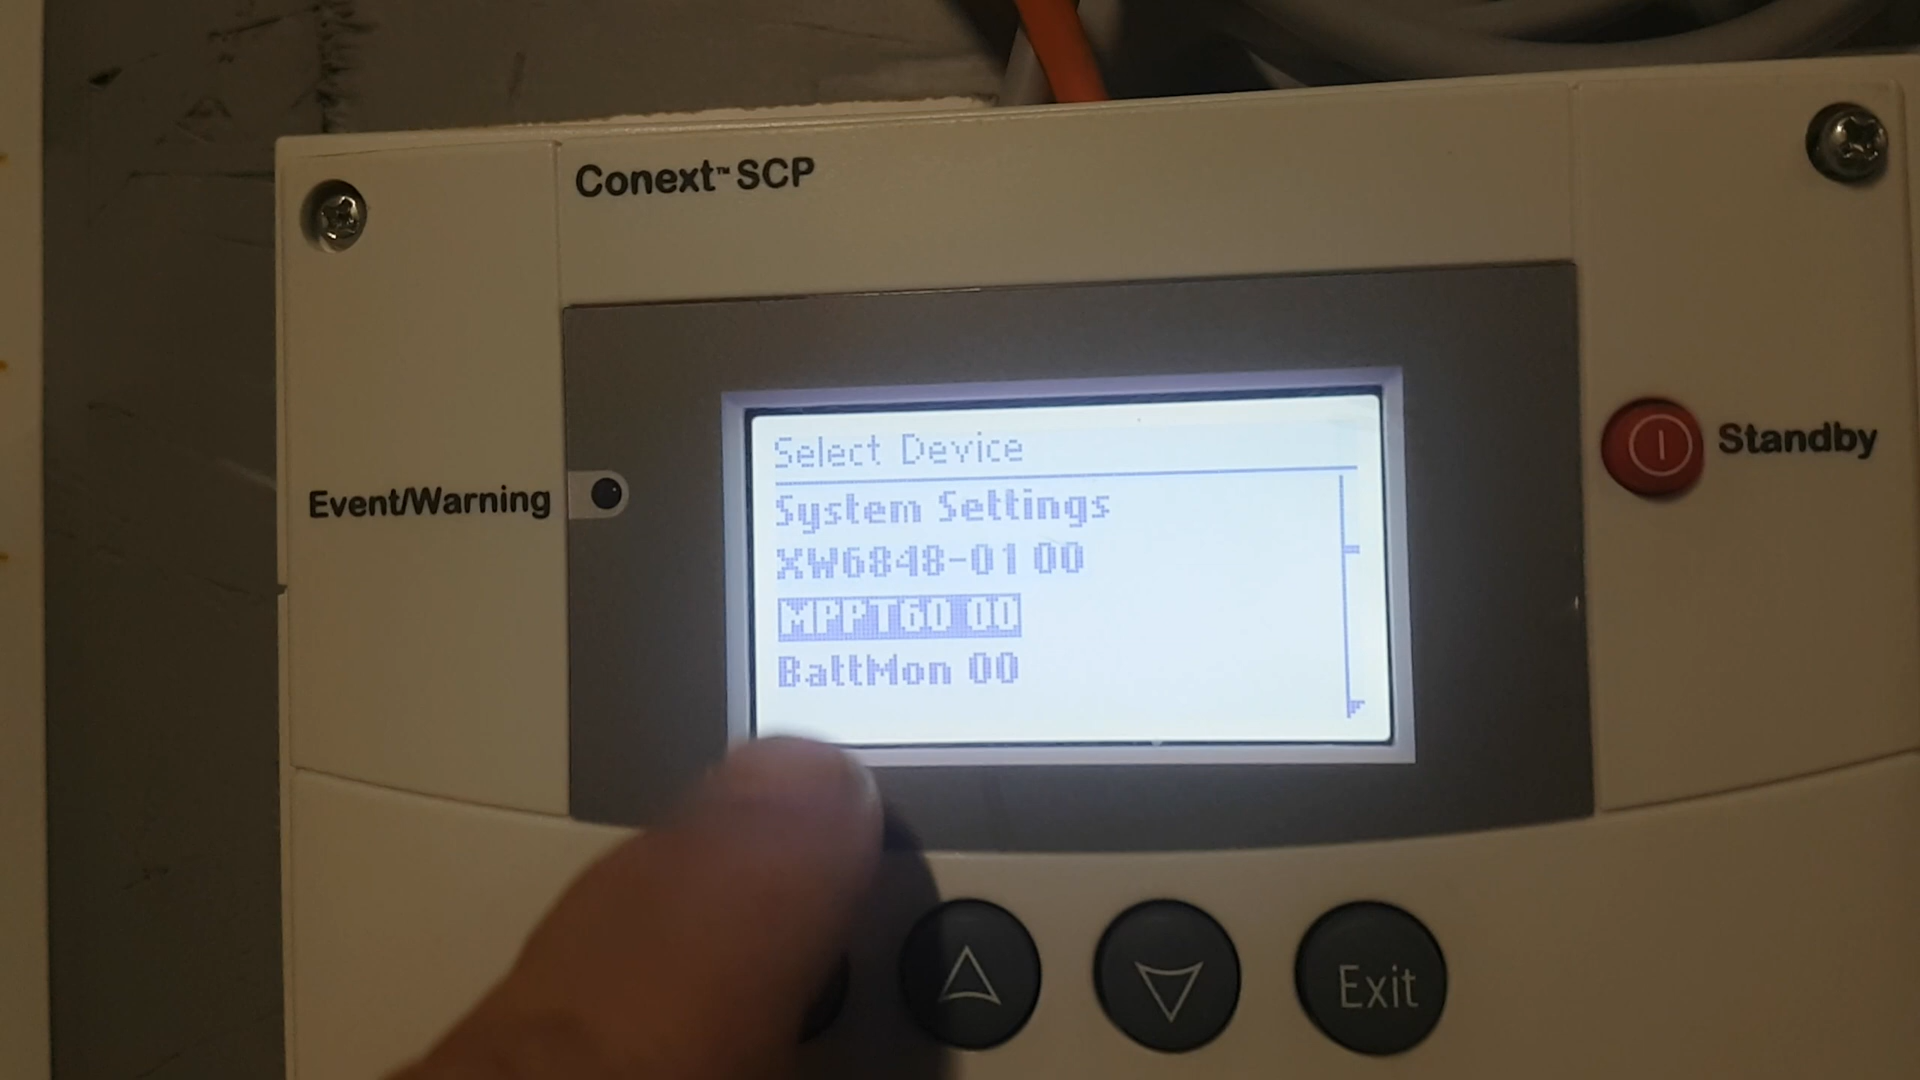 Conext™ SCP
Select Device
System Settings
XW6848-01 00
MPPT60 00
BattMon 00
Event/Warning
Standby
Exit